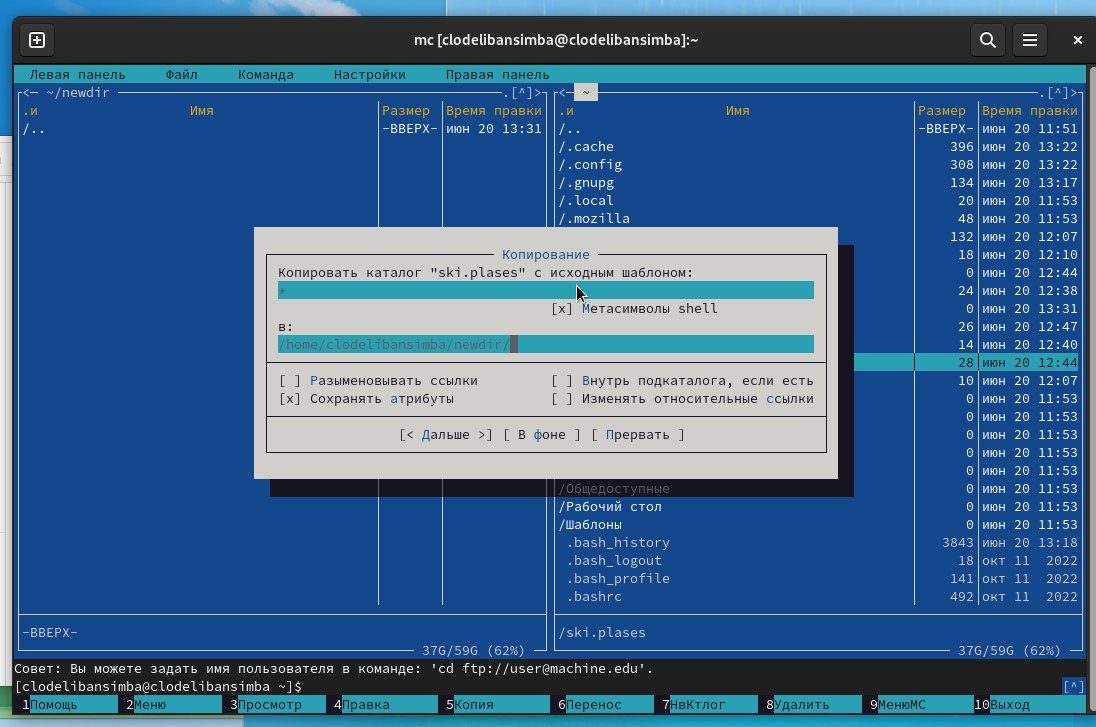 mc [clodelibansimba@clodelibansimba]:~
Левая панель Файл Команда Настройки Правая панель
<─ ~/newdir .[^]> <─ ~ .[^]>
.и Имя Размер Время правки .и Имя Размер Время правки
/.. -ВВЕРХ- июн 20 13:31 /.. -ВВЕРХ- июн 20 11:51
/.cache 396 июн 20 13:22
/.config 308 июн 20 13:22
/.gnupg 134 июн 20 13:17
/.local 20 июн 20 11:53
/.mozilla 48 июн 20 11:53
132 июн 20 12:07
Копирование 18 июн 20 12:10
Копировать каталог "ski.plases" с исходным шаблоном: 0 июн 20 12:44
* 24 июн 20 12:38
[x] Метасимволы shell 0 июн 20 13:31
в: 26 июн 20 12:47
/home/clodelibansimba/newdir/ 14 июн 20 12:40
28 июн 20 12:44
[ ] Разыменовывать ссылки [ ] Внутрь подкаталога, если есть 10 июн 20 12:07
[x] Сохранять атрибуты [ ] Изменять относительные ссылки 0 июн 20 11:53
0 июн 20 11:53
[< Дальше >] [ В фоне ] [ Прервать ] 0 июн 20 11:53
0 июн 20 11:53
0 июн 20 11:53
/Общедоступные 0 июн 20 11:53
/Рабочий стол 0 июн 20 11:53
/Шаблоны 0 июн 20 11:53
.bash_history 3843 июн 20 13:18
.bash_logout 18 окт 11 2022
.bash_profile 141 окт 11 2022
.bashrc 492 окт 11 2022
-ВВЕРХ- /ski.plases
37G/59G (62%) 37G/59G (62%)
Совет: Вы можете задать имя пользователя в команде: 'cd ftp://user@machine.edu'.
[clodelibansimba@clodelibansimba ~]$ [^]
1Помощь 2Меню 3Просмотр 4Правка 5Копия 6Перенос 7НвКтлог 8Удалить 9МенюМС 10Выход